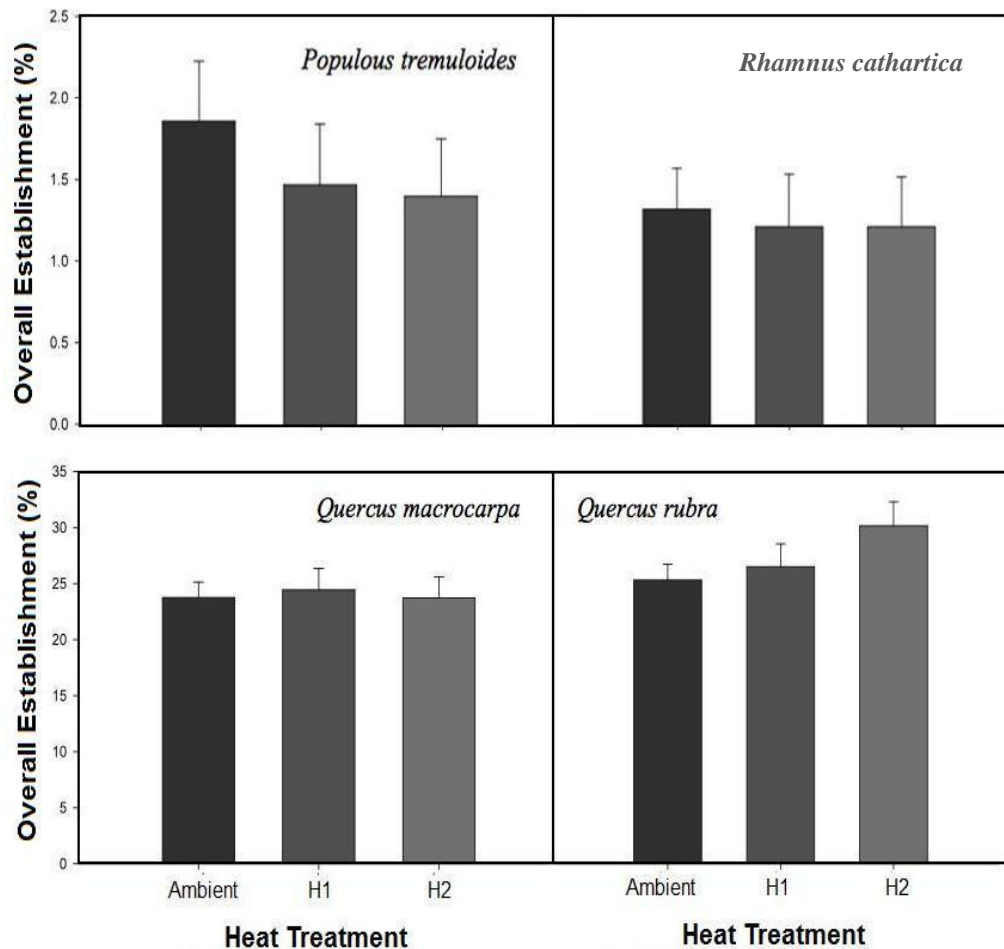 Overall Establishment (%)
2.5
2.0
1.5
1.0
0.5
0.0
Populous tremuloides
Rhamnus cathartica
Overall Establishment (%)
35
30
25
20
15
10
5
0
Quercus macrocarpa
Quercus rubra
Ambient H1 H2
Ambient H1 H2
Heat Treatment
Heat Treatment